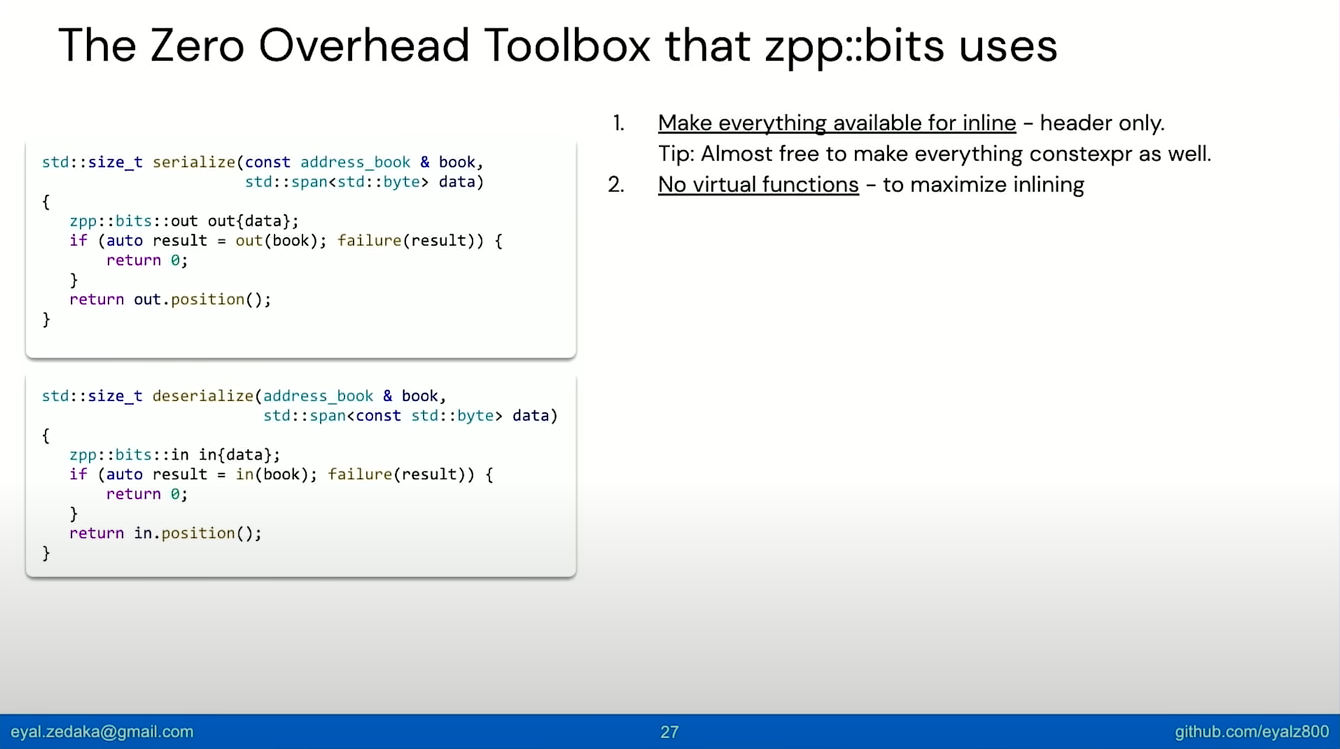 The Zero Overhead Toolbox that zpp::bits uses
std::size_t serialize(const address_book & book,
std::span<std::byte> data)
{
zpp::bits::out out{data};
if (auto result = out(book); failure(result)) {
return 0;
}
return out.position();
}
std::size_t deserialize(address_book & book,
std::span<const std::byte> data)
{
zpp::bits::in in{data};
if (auto result = in(book); failure(result)) {
return 0;
}
return in.position();
}
1. Make everything available for inline – header only.
Tip: Almost free to make everything constexpr as well.
2. No virtual functions – to maximize inlining
eyal.zedaka@gmail.com
27
github.com/eyalz800